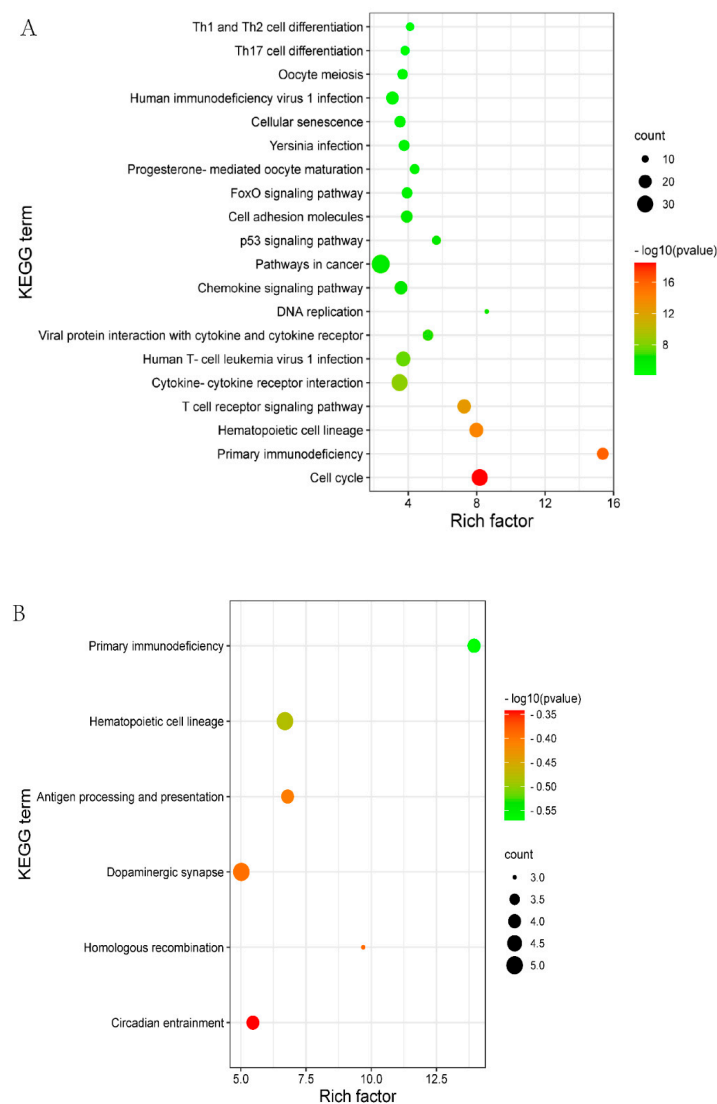 A
Th1 and Th2 cell differentiation
Th17 cell differentiation
Oocyte meiosis
Human immunodeficiency virus 1 infection
Cellular senescence
Yersinia infection
Progesterone- mediated oocyte maturation
FoxO signaling pathway
Cell adhesion molecules
p53 signaling pathway
Pathways in cancer
Chemokine signaling pathway
DNA replication
Viral protein interaction with cytokine and cytokine receptor
Human T- cell leukemia virus 1 infection
Cytokine- cytokine receptor interaction
T cell receptor signaling pathway
Hematopoietic cell lineage
Primary immunodeficiency
Cell cycle
KEGG term
4 8 12 16
Rich factor
count
10
20
30
- log10(pvalue)
16
12
8
B
Primary immunodeficiency
Hematopoietic cell lineage
Antigen processing and presentation
Dopaminergic synapse
Homologous recombination
Circadian entrainment
KEGG term
5.0 7.5 10.0 12.5
Rich factor
- log10(pvalue)
- 0.35
- 0.40
- 0.45
- 0.50
- 0.55
count
3.0
3.5
4.0
4.5
5.0